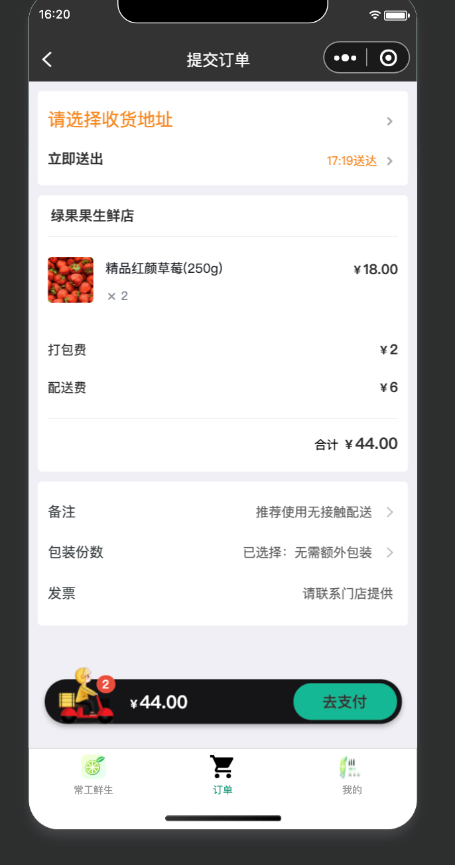 16:20
提交订单
请选择收货地址
立即送出 17:19送达
绿果果生鲜店
精品红颜草莓(250g) ¥18.00
× 2
打包费 ¥2
配送费 ¥6
合计 ¥44.00
备注 推荐使用无接触配送
包装份数 已选择：无需额外包装
发票 请联系门店提供
2
¥44.00 去支付
常工鲜生 订单 我的